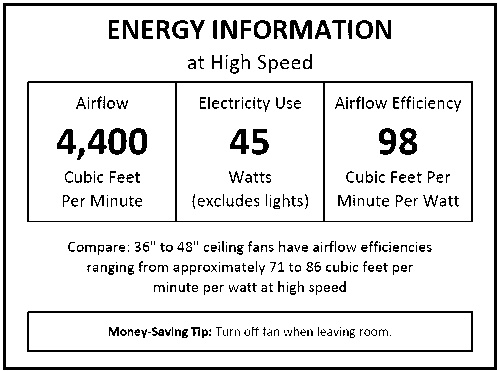 ENERGY INFORMATION
at High Speed
Airflow
4,400
Cubic Feet
Per Minute
Electricity Use
45
Watts
(excludes lights)
Airflow Efficiency
98
Cubic Feet Per
Minute Per Watt
Compare: 36" to 48" ceiling fans have airflow efficiencies
ranging from approximately 71 to 86 cubic feet per
minute per watt at high speed
Money-Saving Tip: Turn off fan when leaving room.